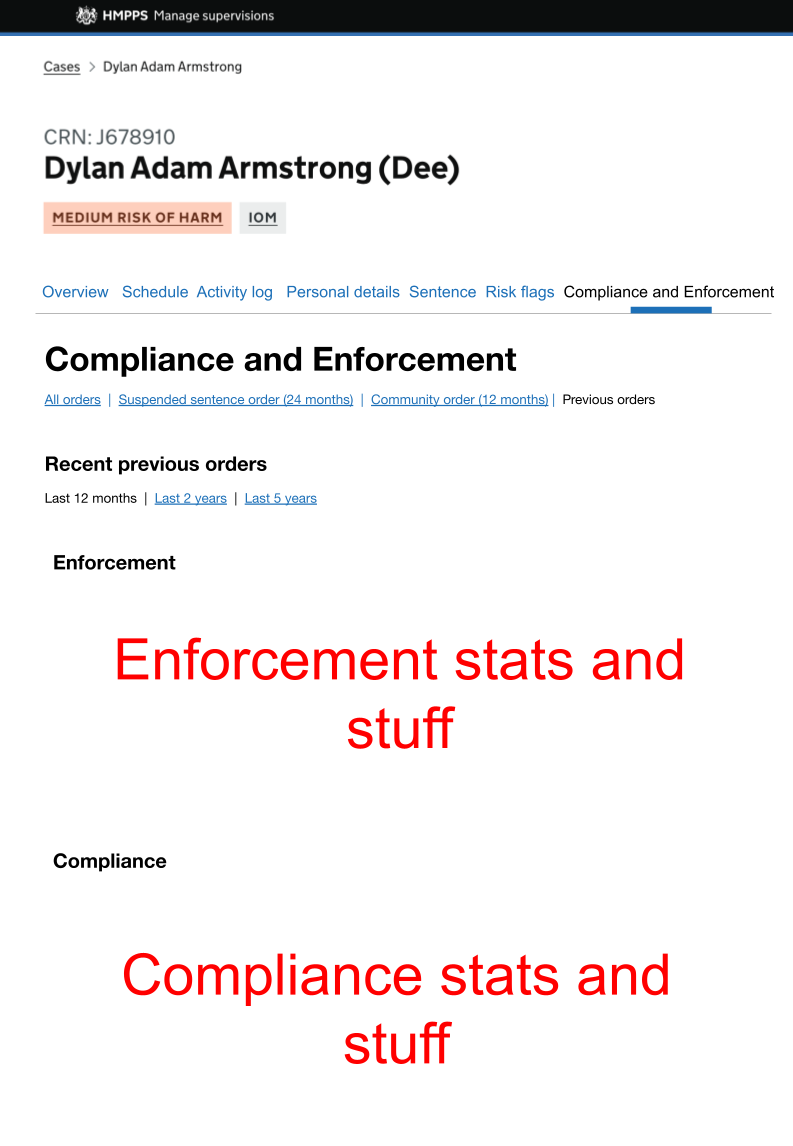 HMPPS Manage supervisions
Cases > Dylan Adam Armstrong
CRN: J678910
Dylan Adam Armstrong (Dee)
MEDIUM RISK OF HARM IOM
Overview Schedule Activity log Personal details Sentence Risk flags Compliance and Enforcement
Compliance and Enforcement
All orders | Suspended sentence order (24 months) | Community order (12 months) | Previous orders
Recent previous orders
Last 12 months | Last 2 years | Last 5 years
Enforcement
Enforcement stats and
stuff
Compliance
Compliance stats and
stuff